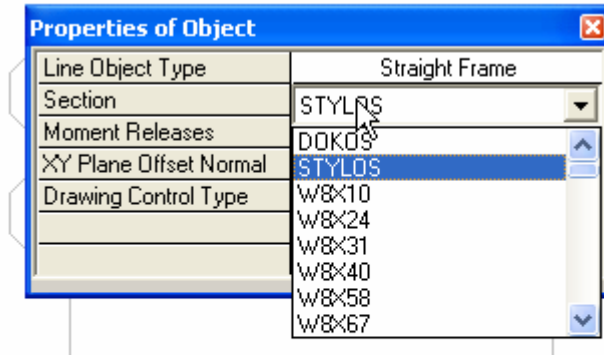 Properties of Object
Line Object Type Straight Frame
Section STYLOS
Moment Releases DOKOS
XY Plane Offset Normal STYLOS
Drawing Control Type W8X10
W8X24
W8X31
W8X40
W8X58
W8X67